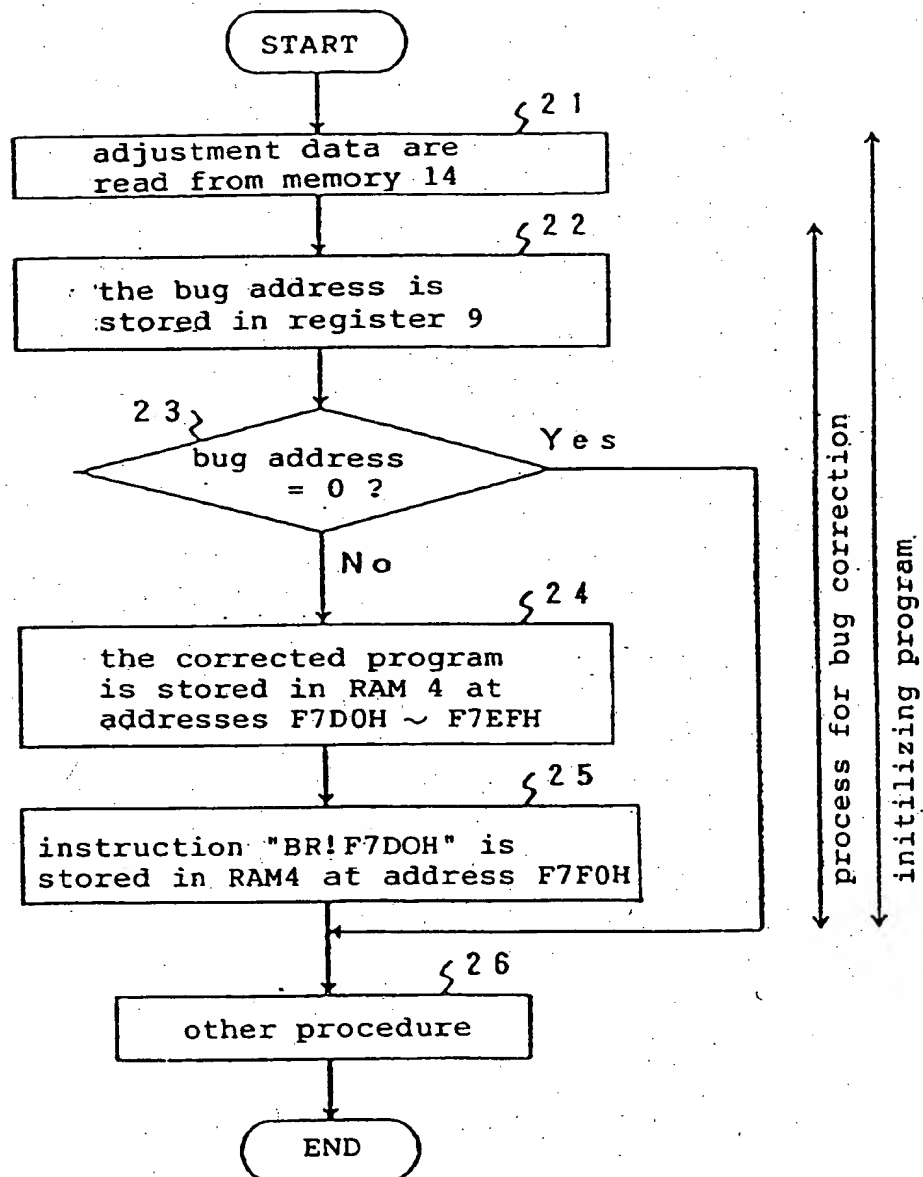 START
21
adjustment data are
read from memory 14
22
the bug address is
stored in register 9
23
bug address
= 0 ?
Yes
No
24
the corrected program
is stored in RAM 4 at
addresses F7D0H ~ F7EFH
25
instruction "BR!F7D0H" is
stored in RAM4 at address F7F0H
26
other procedure
END
process for bug correction
initilizing program